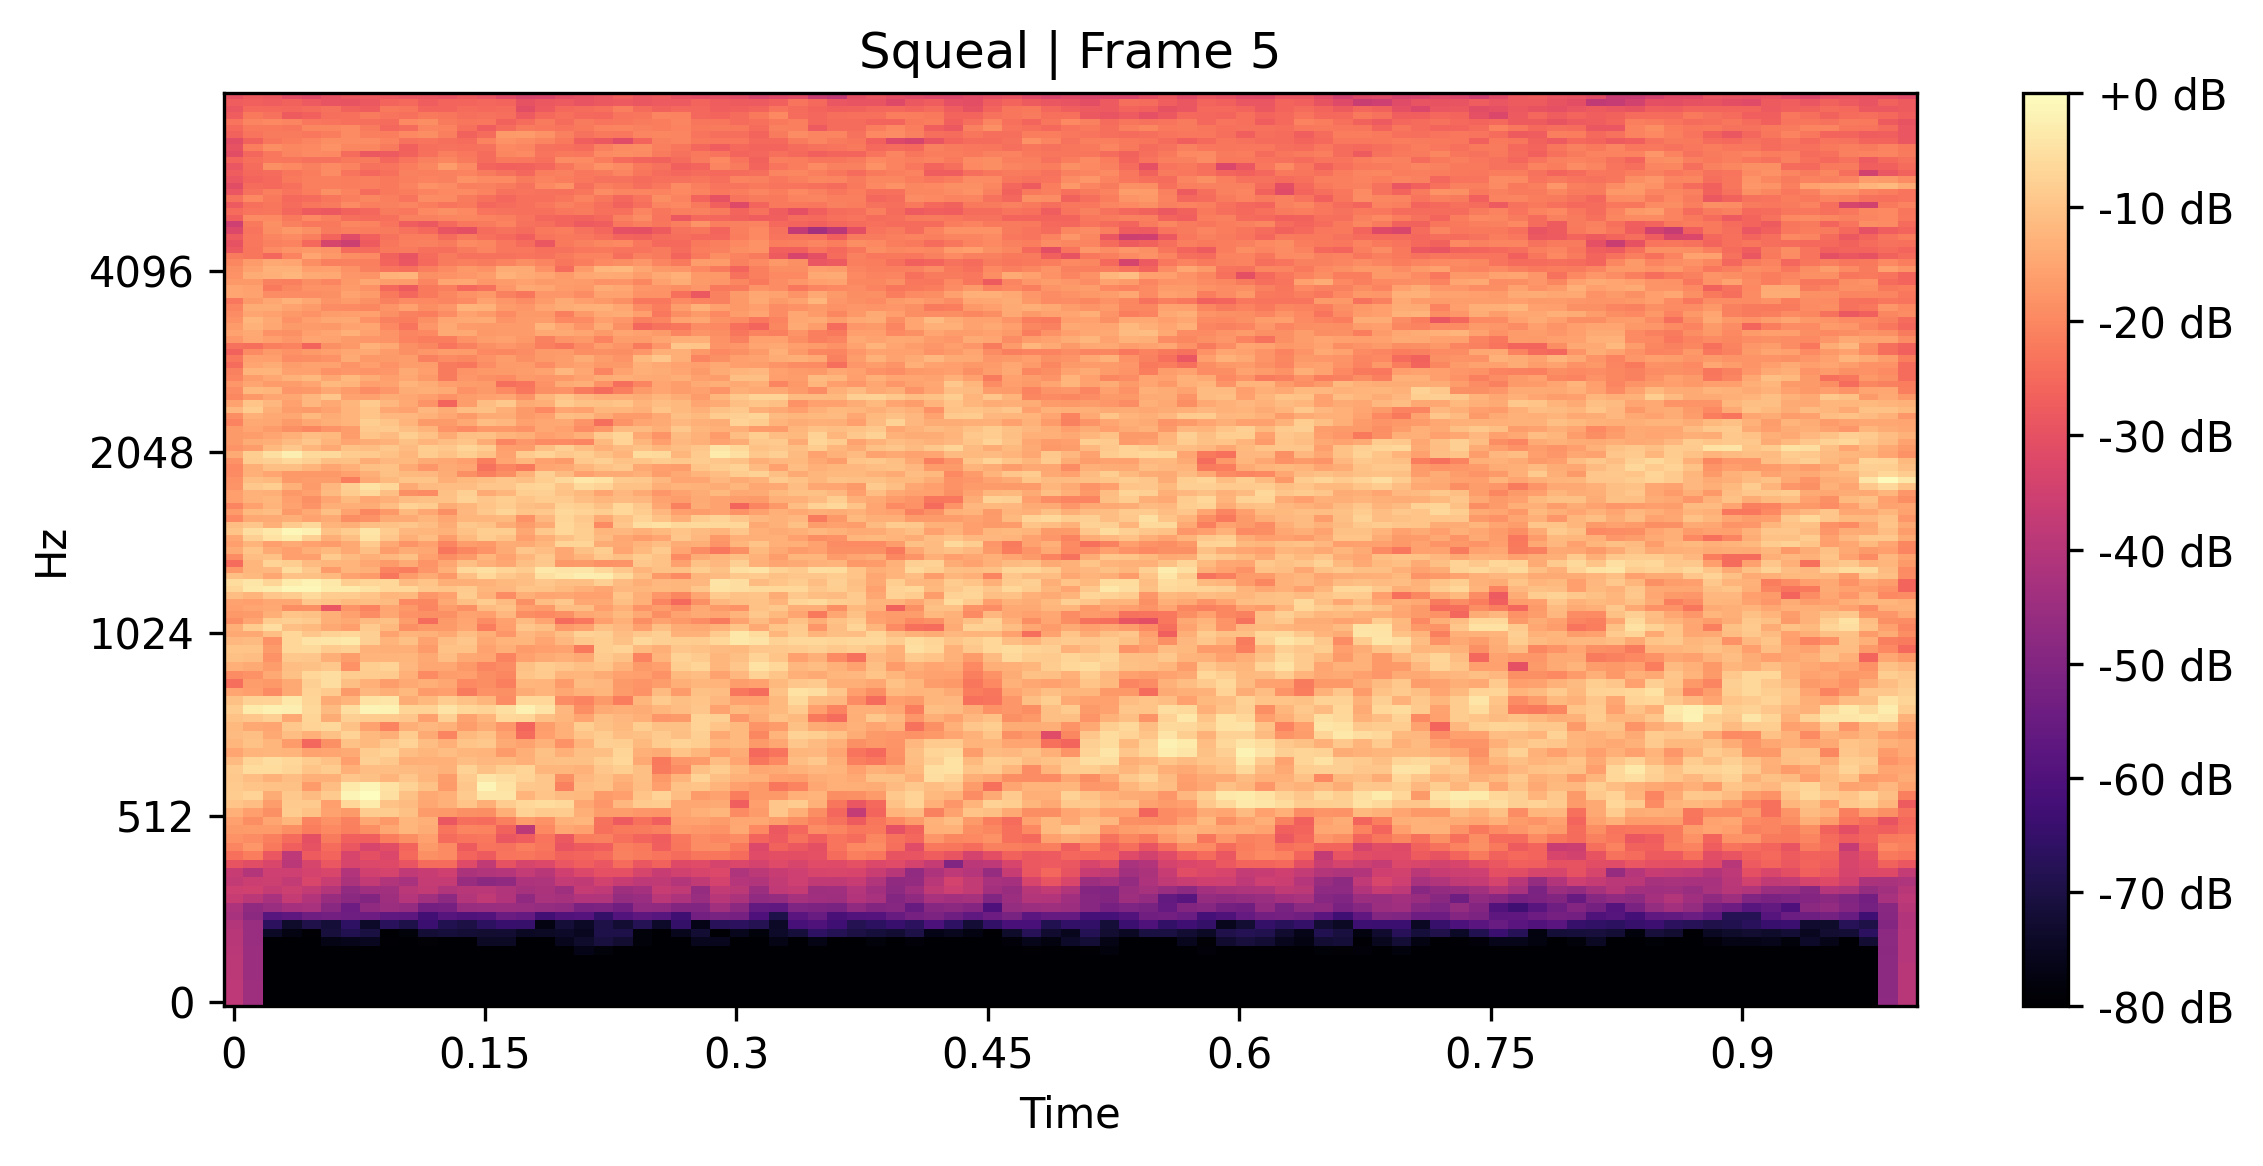 Squeal | Frame 5
Hz
4096
2048
1024
512
0
0 0.15 0.3 0.45 0.6 0.75 0.9
Time
+0 dB
-10 dB
-20 dB
-30 dB
-40 dB
-50 dB
-60 dB
-70 dB
-80 dB